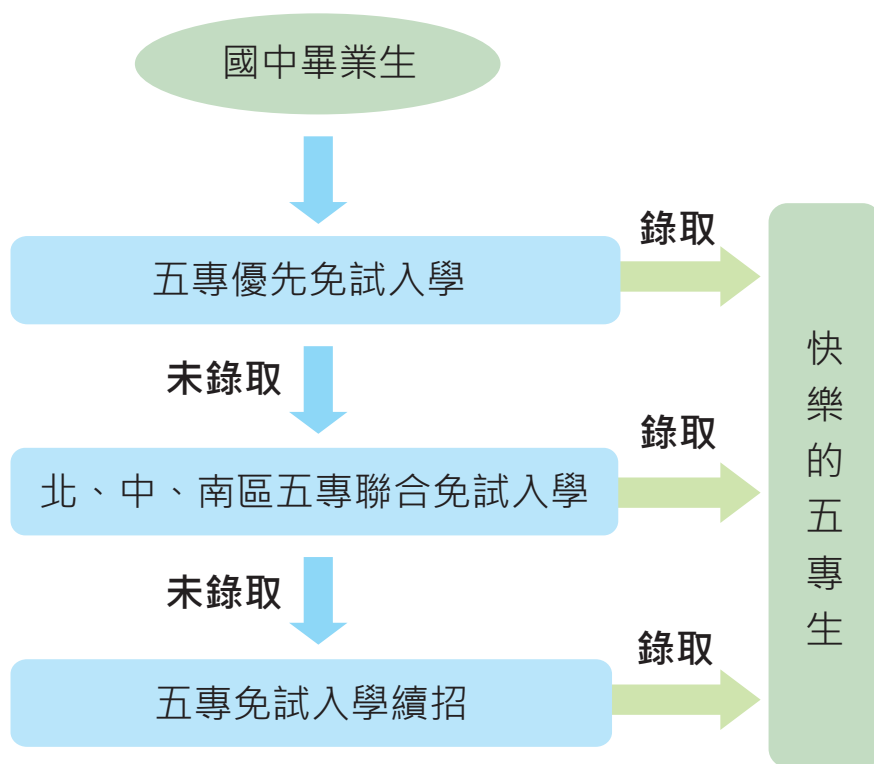 國中畢業生
五專優先免試入學
錄取
未錄取
北、中、南區五專聯合免試入學
錄取
未錄取
五專免試入學續招
錄取
快樂的五專生